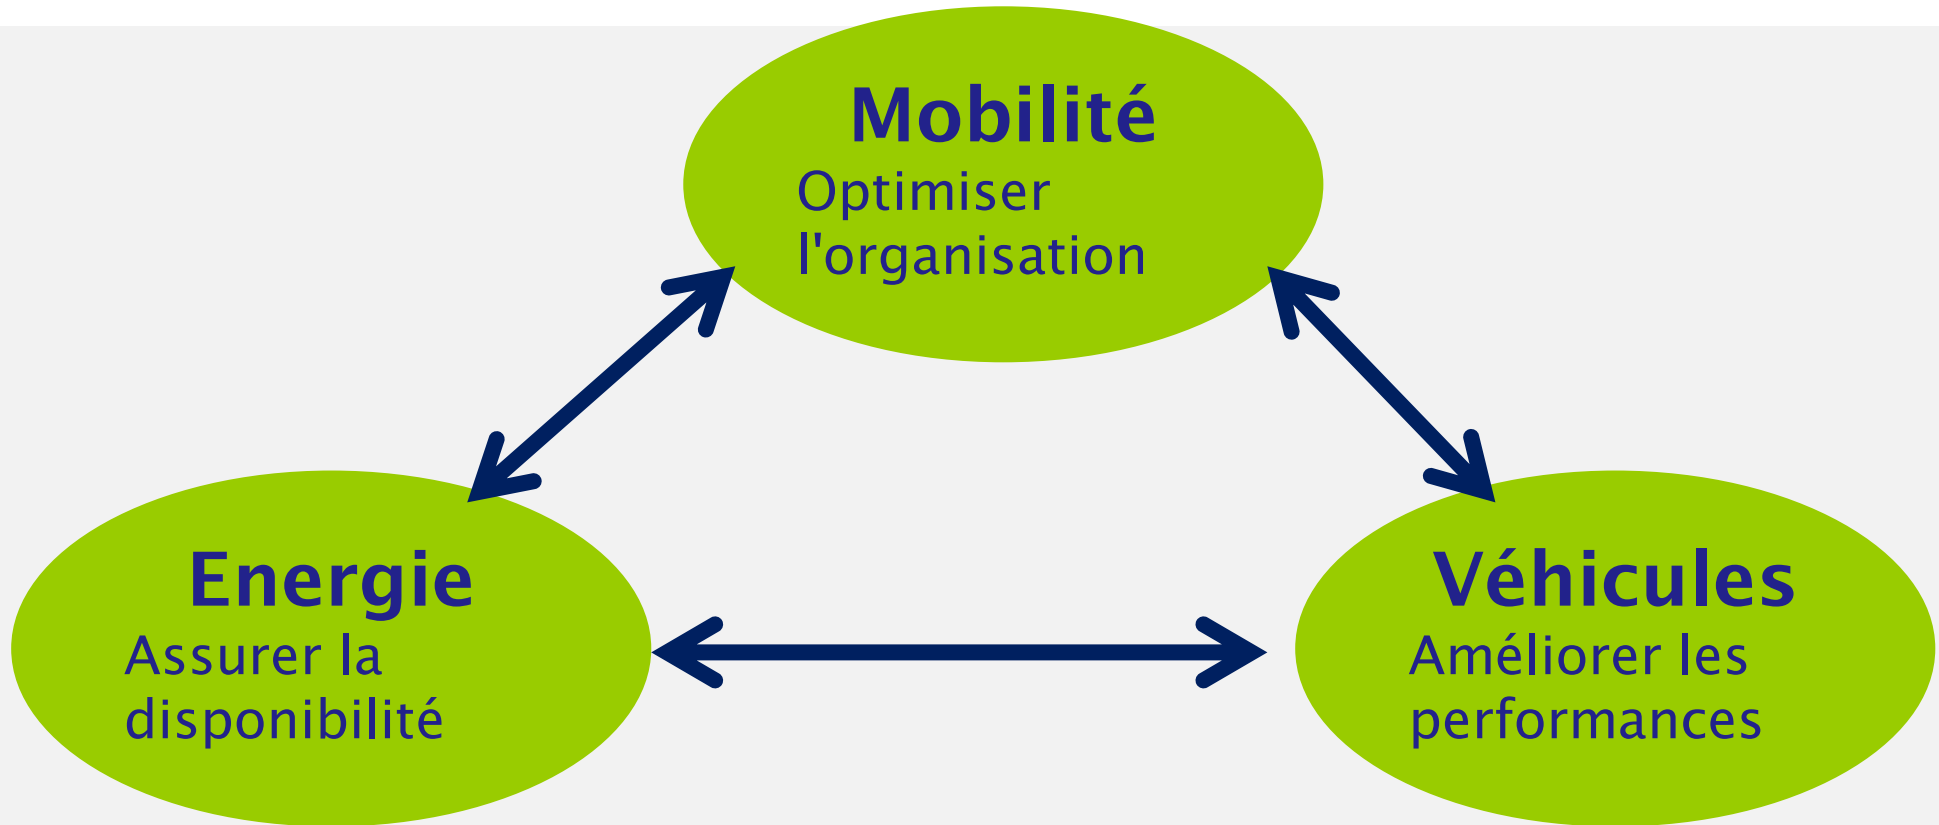 Mobilité
Optimiser
l'organisation
Energie
Assurer la
disponibilité
Véhicules
Améliorer les
performances